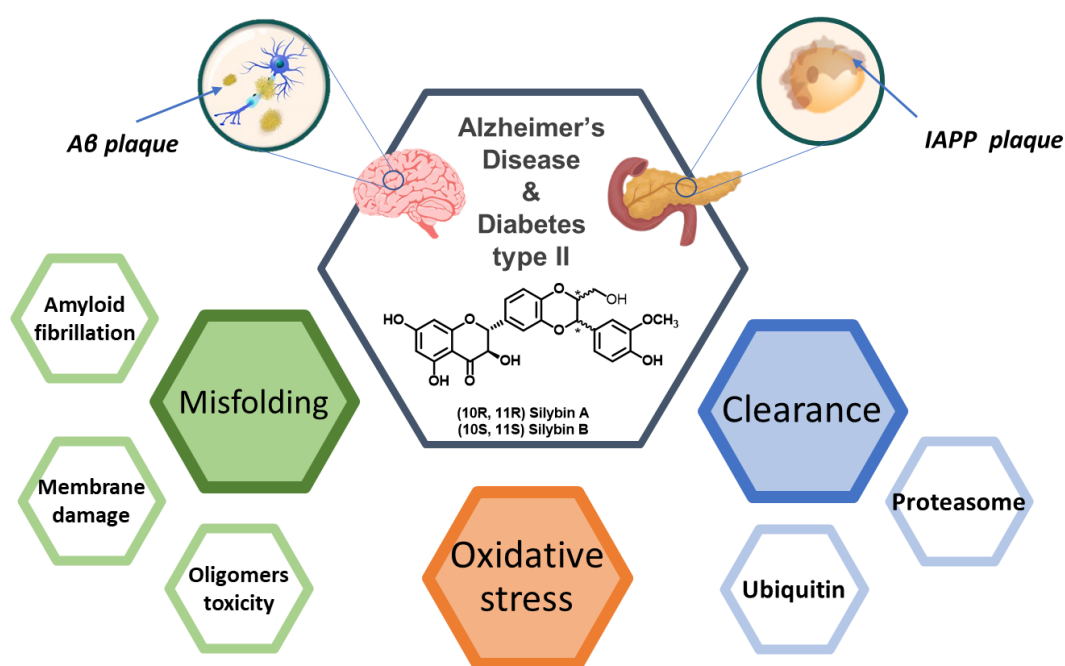 Aβ plaque
IAPP plaque
Alzheimer's
Disease
&
Diabetes
type II
HO
O
O
O
OH
OCH₃
OH
OH
OH
O
*
*
(10R, 11R) Silybin A
(10S, 11S) Silybin B
Amyloid
fibrillation
Misfolding
Membrane
damage
Oligomers
toxicity
Oxidative
stress
Clearance
Proteasome
Ubiquitin